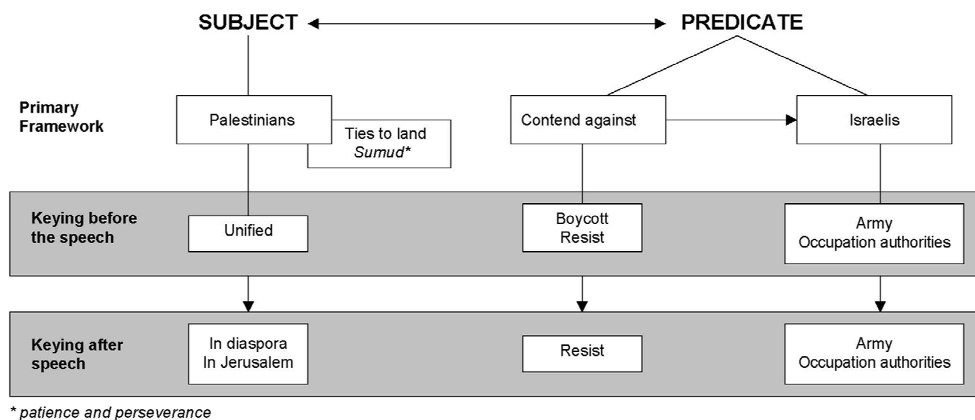 SUBJECT
PREDICATE
Primary
Framework
Palestinians
Ties to land
Sumud*
Contend against
Israelis
Keying before
the speech
Unified
Boycott
Resist
Army
Occupation authorities
Keying after
speech
In diaspora
In Jerusalem
Resist
Army
Occupation authorities
* patience and perseverance